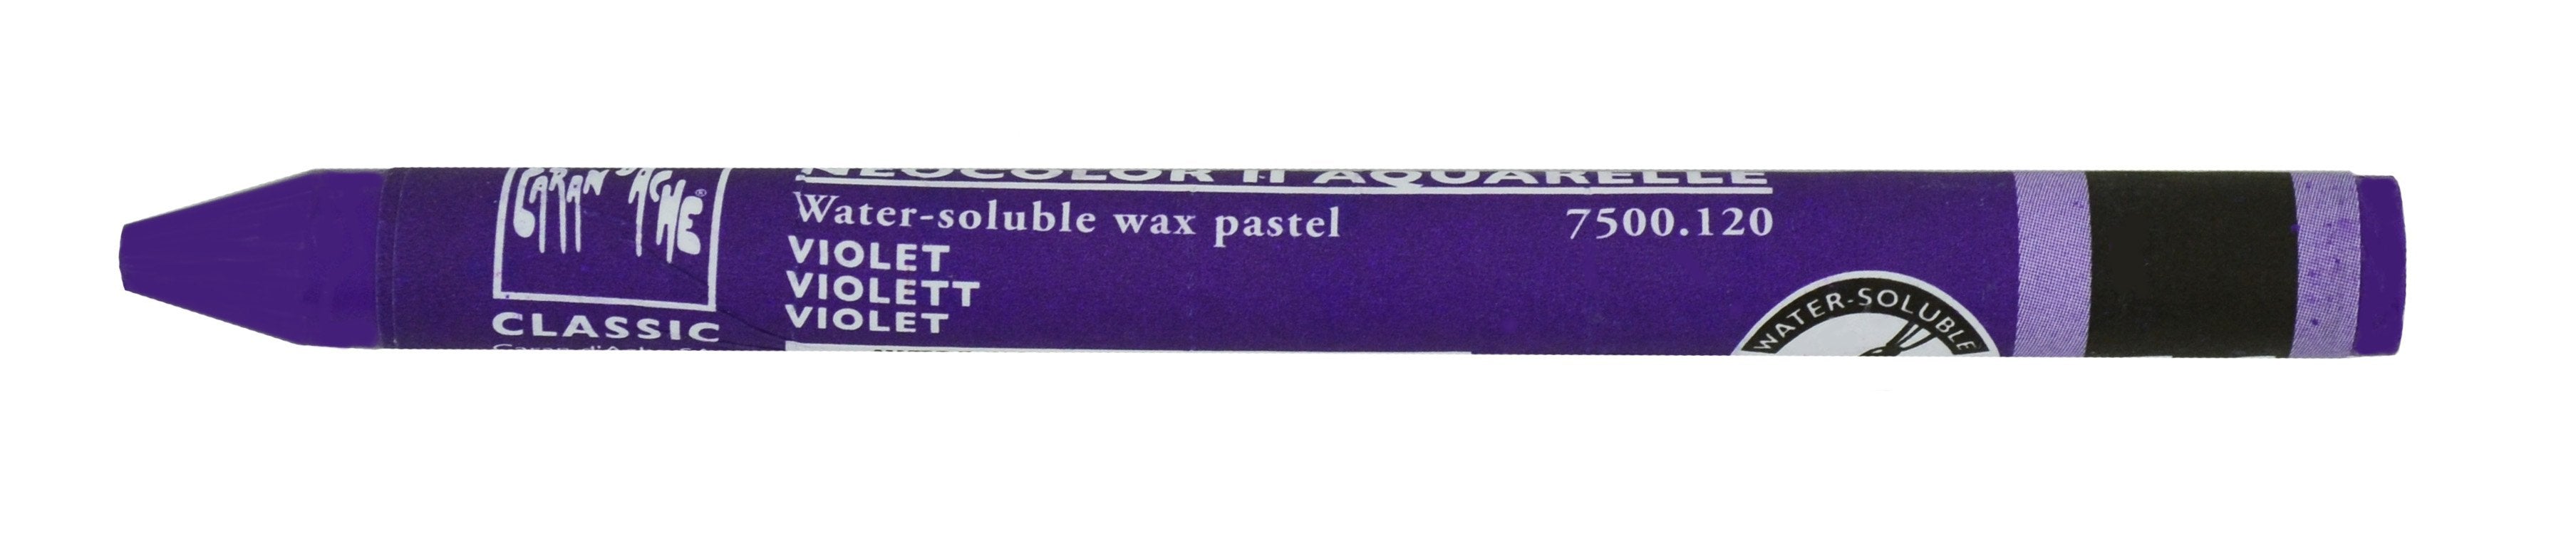 CARAN D'ACHE®
CLASSIC
NEOCOLOR II AQUARELLE
Water-soluble wax pastel 7500.120
VIOLET
VIOLETT
VIOLET
WATER-SOLUBLE